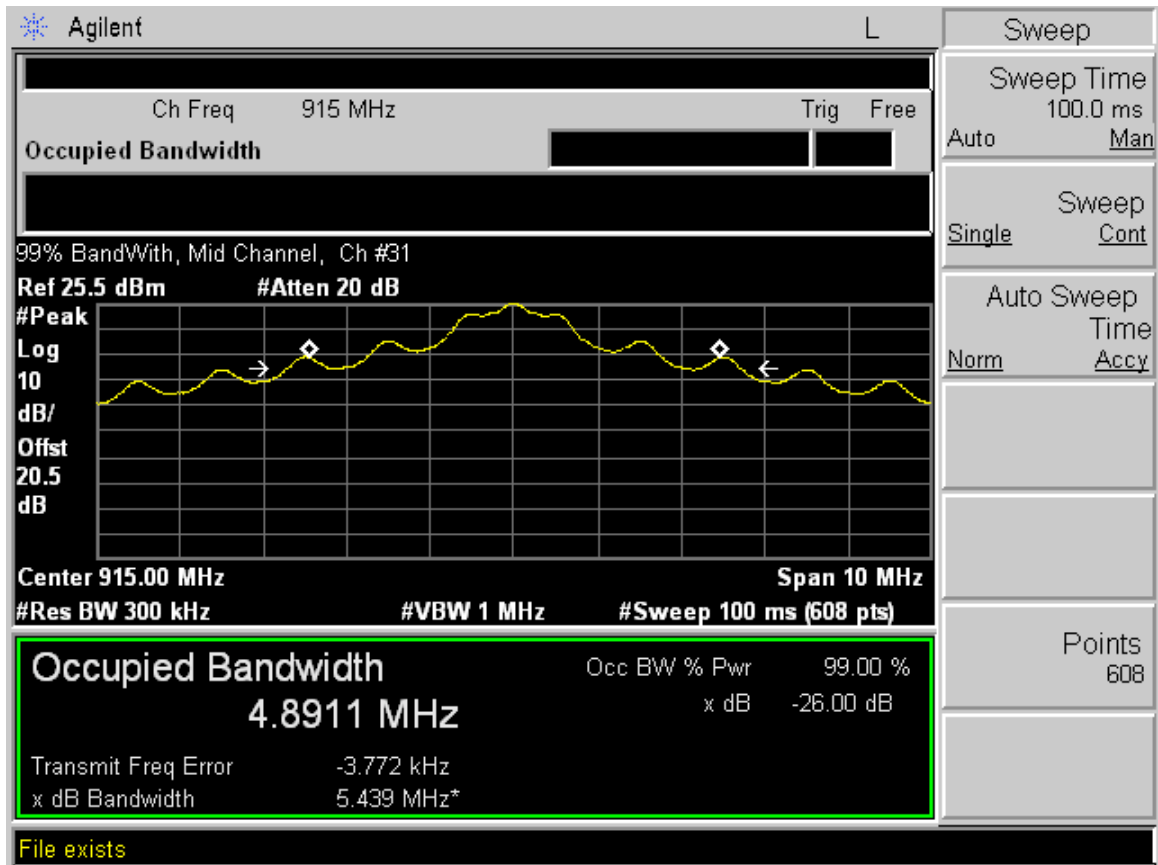 Agilent L
Ch Freq 915 MHz Trig Free
Occupied Bandwidth
99% BandWith, Mid Channel, Ch #31
Ref 25.5 dBm #Atten 20 dB
#Peak
Log
10
dB/
Offst
20.5
dB
Center 915.00 MHz Span 10 MHz
#Res BW 300 kHz #VBW 1 MHz #Sweep 100 ms (608 pts)
Occupied Bandwidth
4.8911 MHz
Occ BW % Pwr 99.00 %
x dB -26.00 dB
Transmit Freq Error -3.772 kHz
x dB Bandwidth 5.439 MHz*
File exists
Sweep
Sweep Time
100.0 ms
Auto Man
Sweep
Single Cont
Auto Sweep
Time
Norm Accy
Points
608